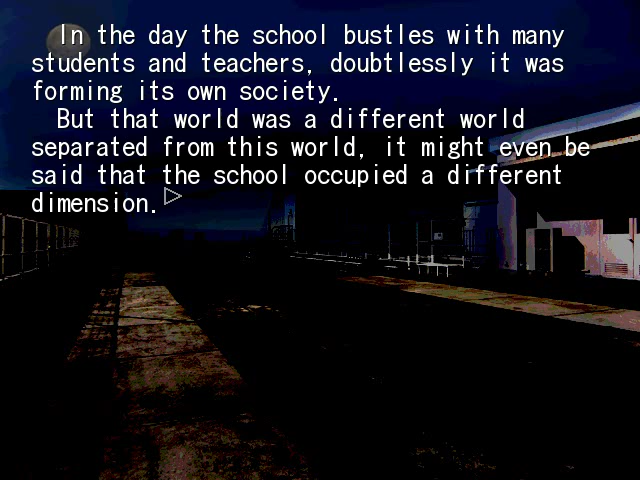 In the day the school bustles with many
students and teachers, doubtlessly it was
forming its own society.
But that world was a different world
separated from this world, it might even be
said that the school occupied a different
dimension.